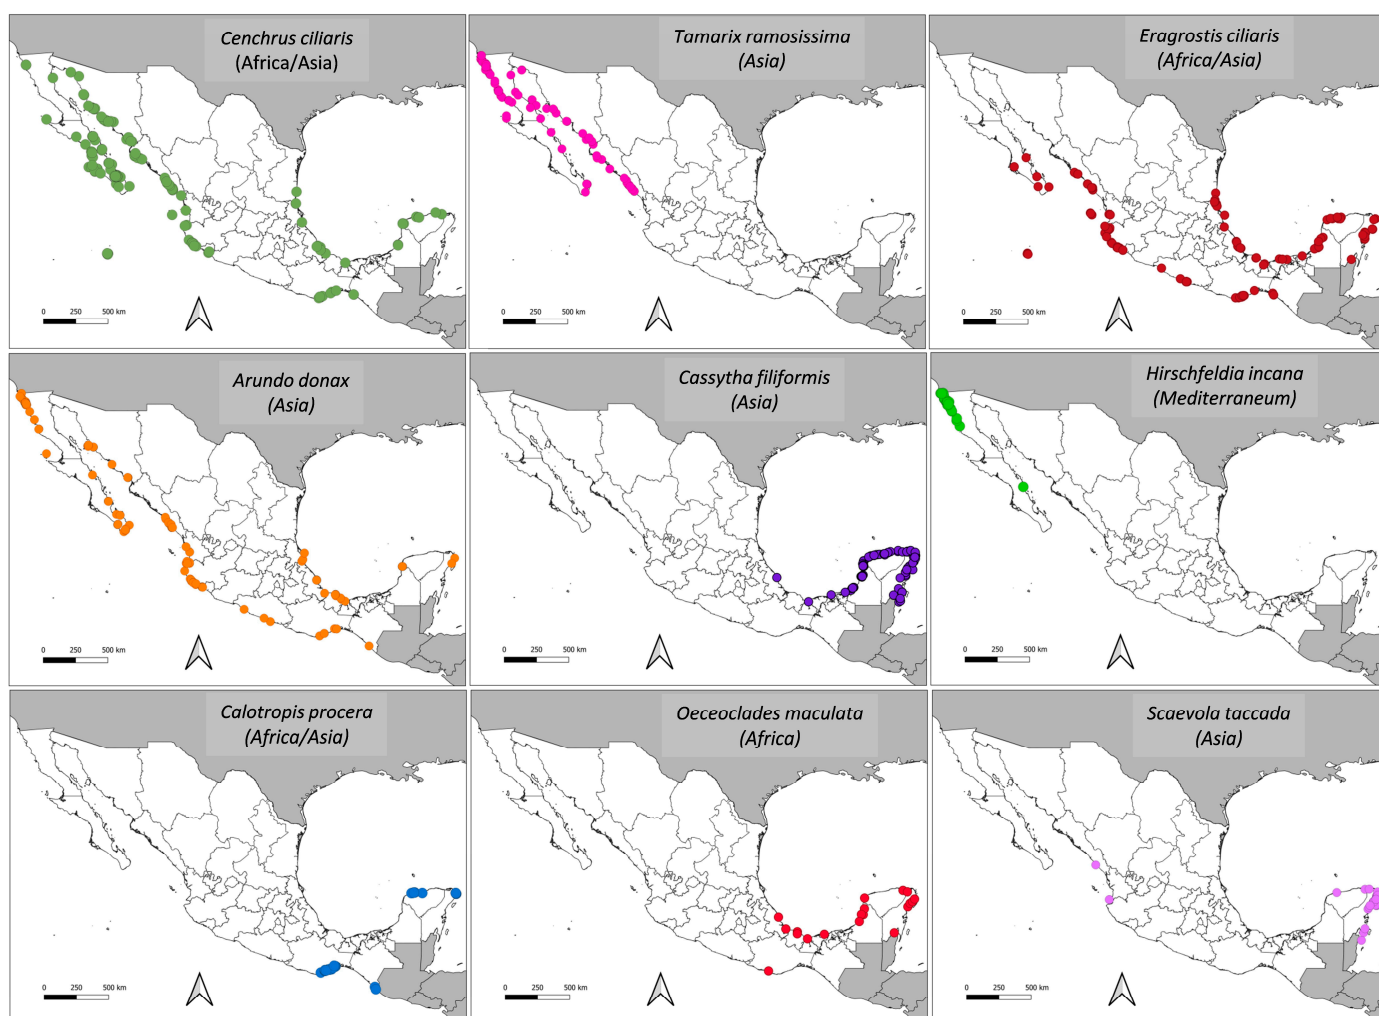 Cenchrus ciliaris
(Africa/Asia)
0 250 500 km
Tamarix ramosissima
(Asia)
0 250 500 km
Eragrostis ciliaris
(Africa/Asia)
0 250 500 km
Arundo donax
(Asia)
0 250 500 km
Cassytha filiformis
(Asia)
0 250 500 km
Hirschfeldia incana
(Mediterraneum)
0 250 500 km
Calotropis procera
(Africa/Asia)
0 250 500 km
Oeceoclades maculata
(Africa)
0 250 500 km
Scaevola taccada
(Asia)
0 250 500 km